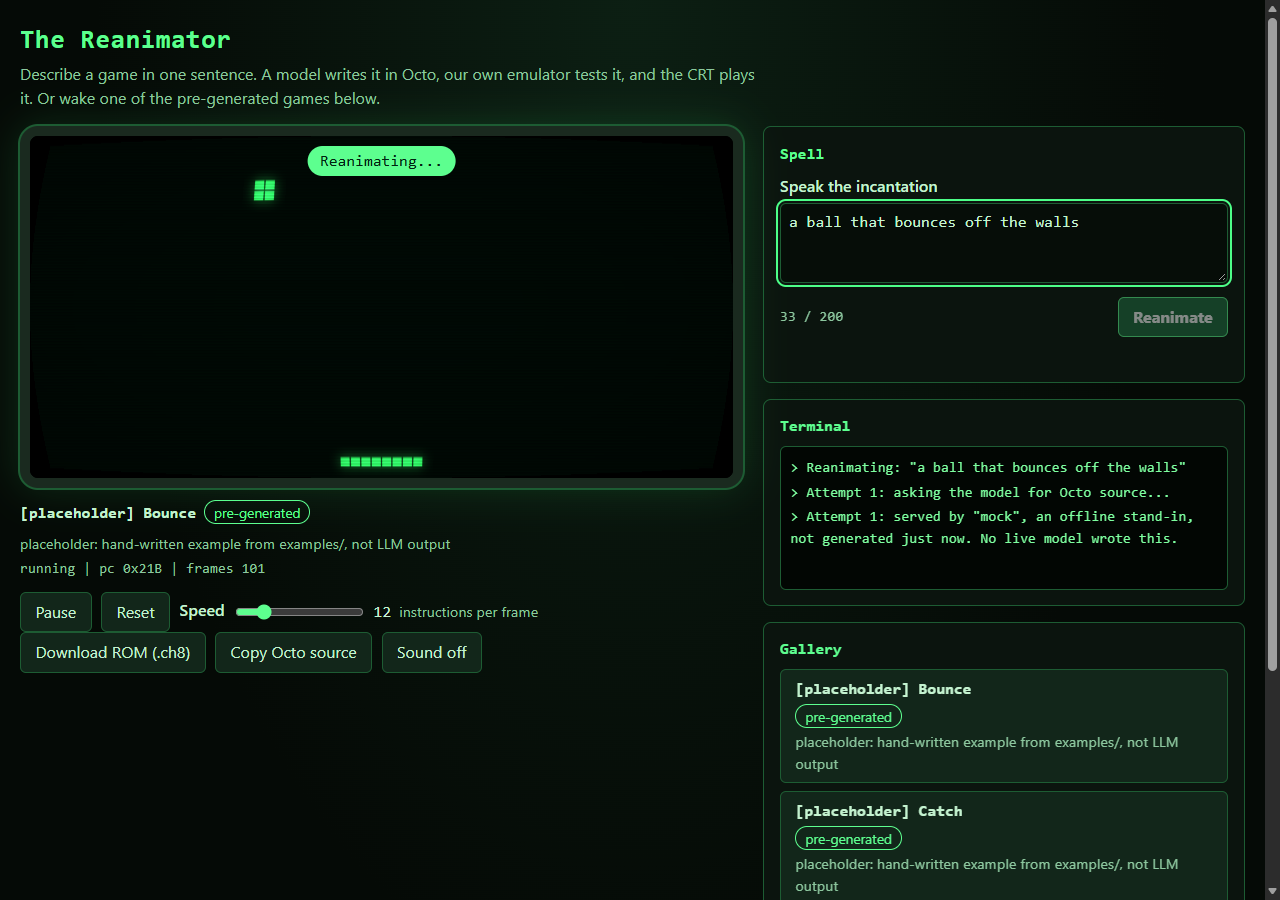 The Reanimator
Describe a game in one sentence. A model writes it in Octo, our own emulator tests it, and the CRT plays
it. Or wake one of the pre-generated games below.
Reanimating...
[placeholder] Bounce pre-generated
placeholder: hand-written example from examples/, not LLM output
running | pc 0x21B | frames 101
Pause Reset Speed 12 instructions per frame
Download ROM (.ch8) Copy Octo source Sound off
Spell
Speak the incantation
a ball that bounces off the walls
33 / 200 Reanimate
Terminal
> Reanimating: "a ball that bounces off the walls"
> Attempt 1: asking the model for Octo source...
> Attempt 1: served by "mock", an offline stand-in,
not generated just now. No live model wrote this.
Gallery
[placeholder] Bounce
pre-generated
placeholder: hand-written example from examples/, not LLM
output
[placeholder] Catch
pre-generated
placeholder: hand-written example from examples/, not LLM
output